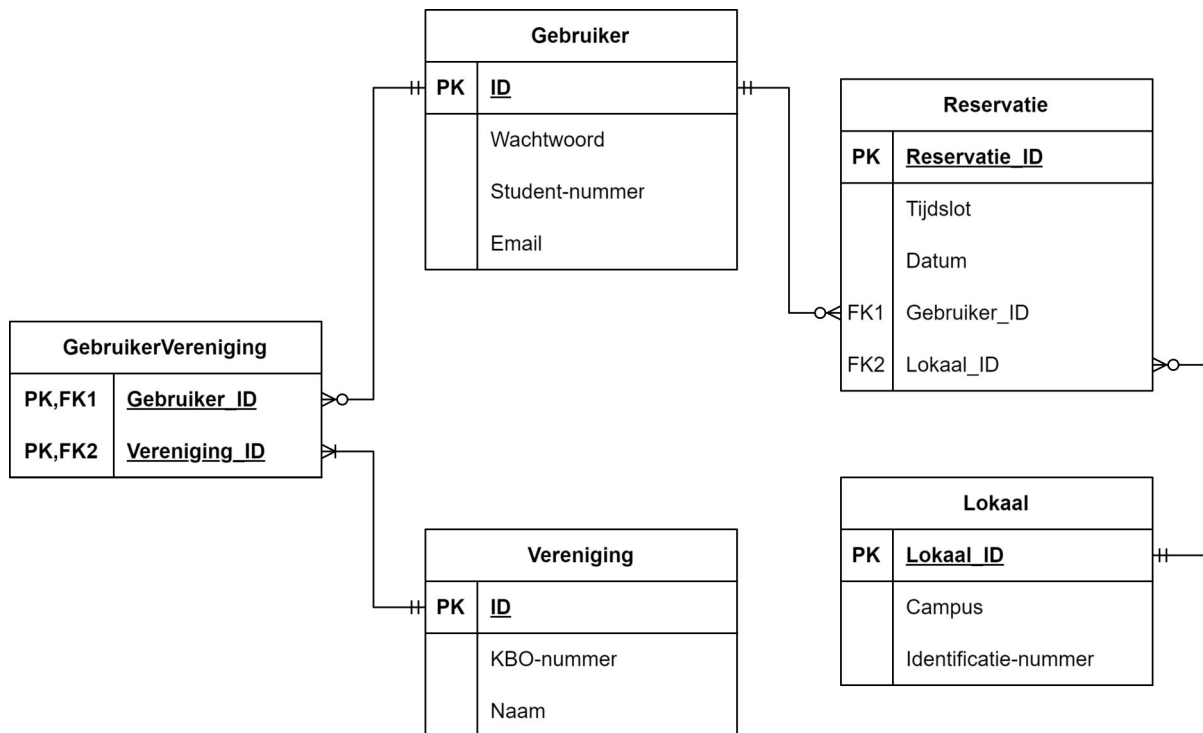 Gebruiker
PK ID
Wachtwoord
Student-nummer
Email
Reservatie
PK Reservatie_ID
Tijdslot
Datum
FK1 Gebruiker_ID
FK2 Lokaal_ID
GebruikerVereniging
PK,FK1 Gebruiker_ID
PK,FK2 Vereniging_ID
Vereniging
PK ID
KBO-nummer
Naam
Lokaal
PK Lokaal_ID
Campus
Identificatie-nummer